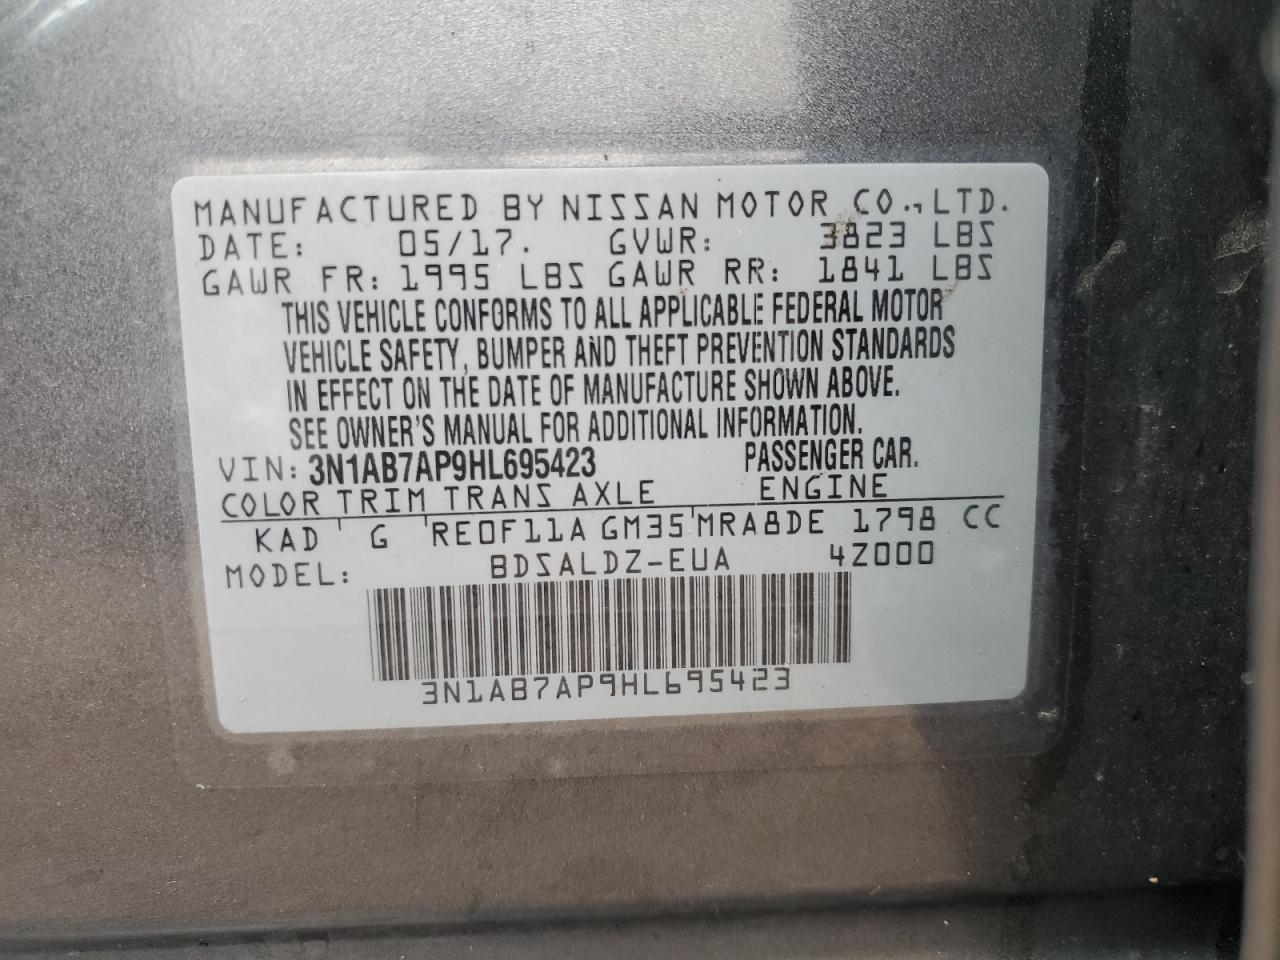 MANUFACTURED BY NISSAN MOTOR CO., LTD.
DATE: 05/17. GVWR: 3823 LBS
GAWR FR: 1995 LBS GAWR RR: 1841 LBS
THIS VEHICLE CONFORMS TO ALL APPLICABLE FEDERAL MOTOR
VEHICLE SAFETY, BUMPER AND THEFT PREVENTION STANDARDS
IN EFFECT ON THE DATE OF MANUFACTURE SHOWN ABOVE.
SEE OWNER'S MANUAL FOR ADDITIONAL INFORMATION.
VIN: 3N1AB7AP9HL695423 PASSENGER CAR.
COLOR TRIM TRANS AXLE ENGINE
KAD G RE0F11A GM35 MRA8DE 1798 CC
MODEL: BDSALDZ-EUA 4Z000
3N1AB7AP9HL695423